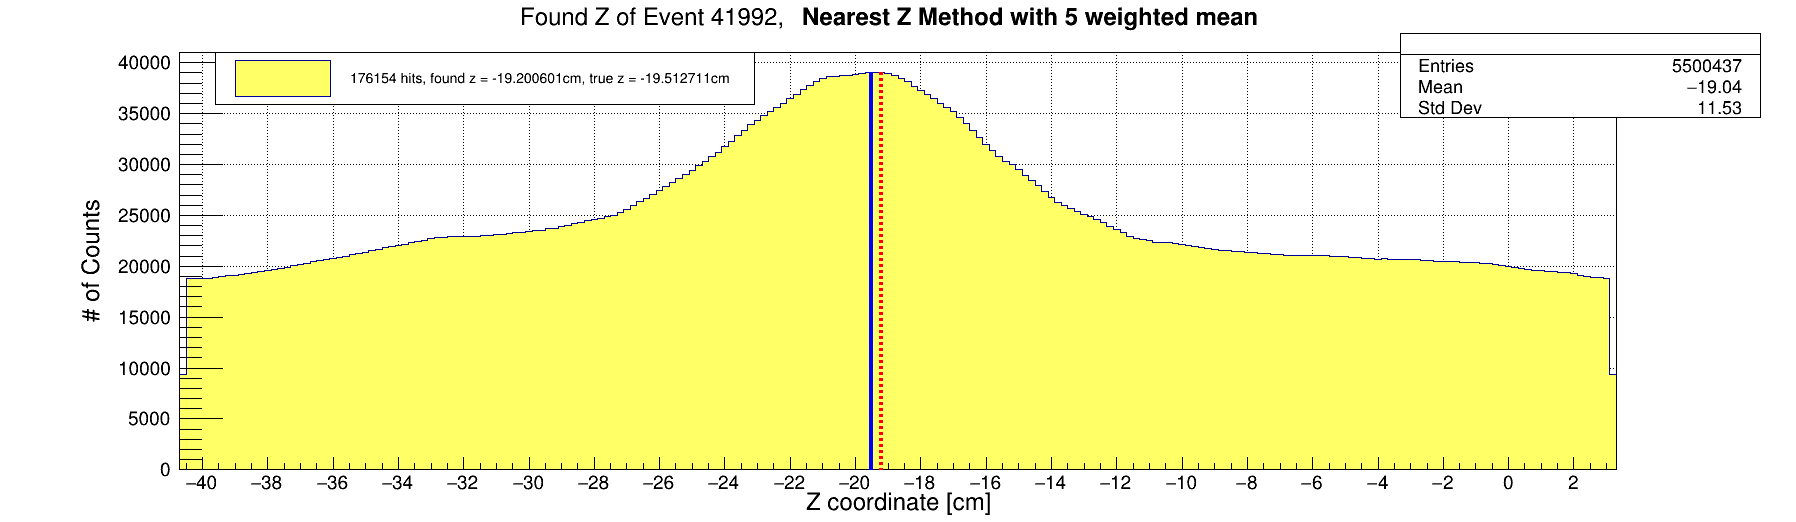 Found Z of Event 41992, Nearest Z Method with 5 weighted mean
176154 hits, found z = -19.200601cm, true z = -19.512711cm
Entries 5500437
Mean −19.04
Std Dev 11.53
# of Counts
40000
35000
30000
25000
20000
15000
10000
5000
0
−40 −38 −36 −34 −32 −30 −28 −26 −24 −22 −20 −18 −16 −14 −12 −10 −8 −6 −4 −2 0 2
Z coordinate [cm]